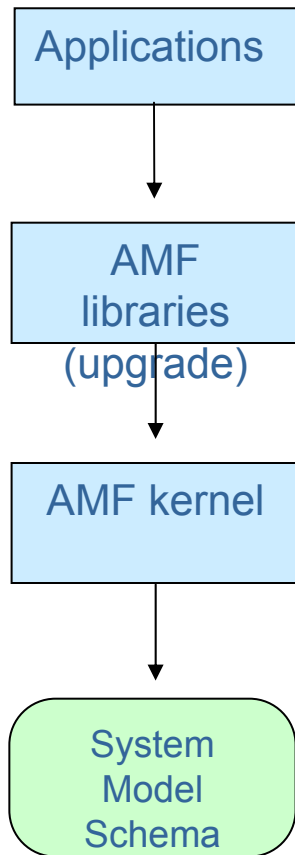 Applications
AMF
libraries
(upgrade)
AMF kernel
System
Model
Schema